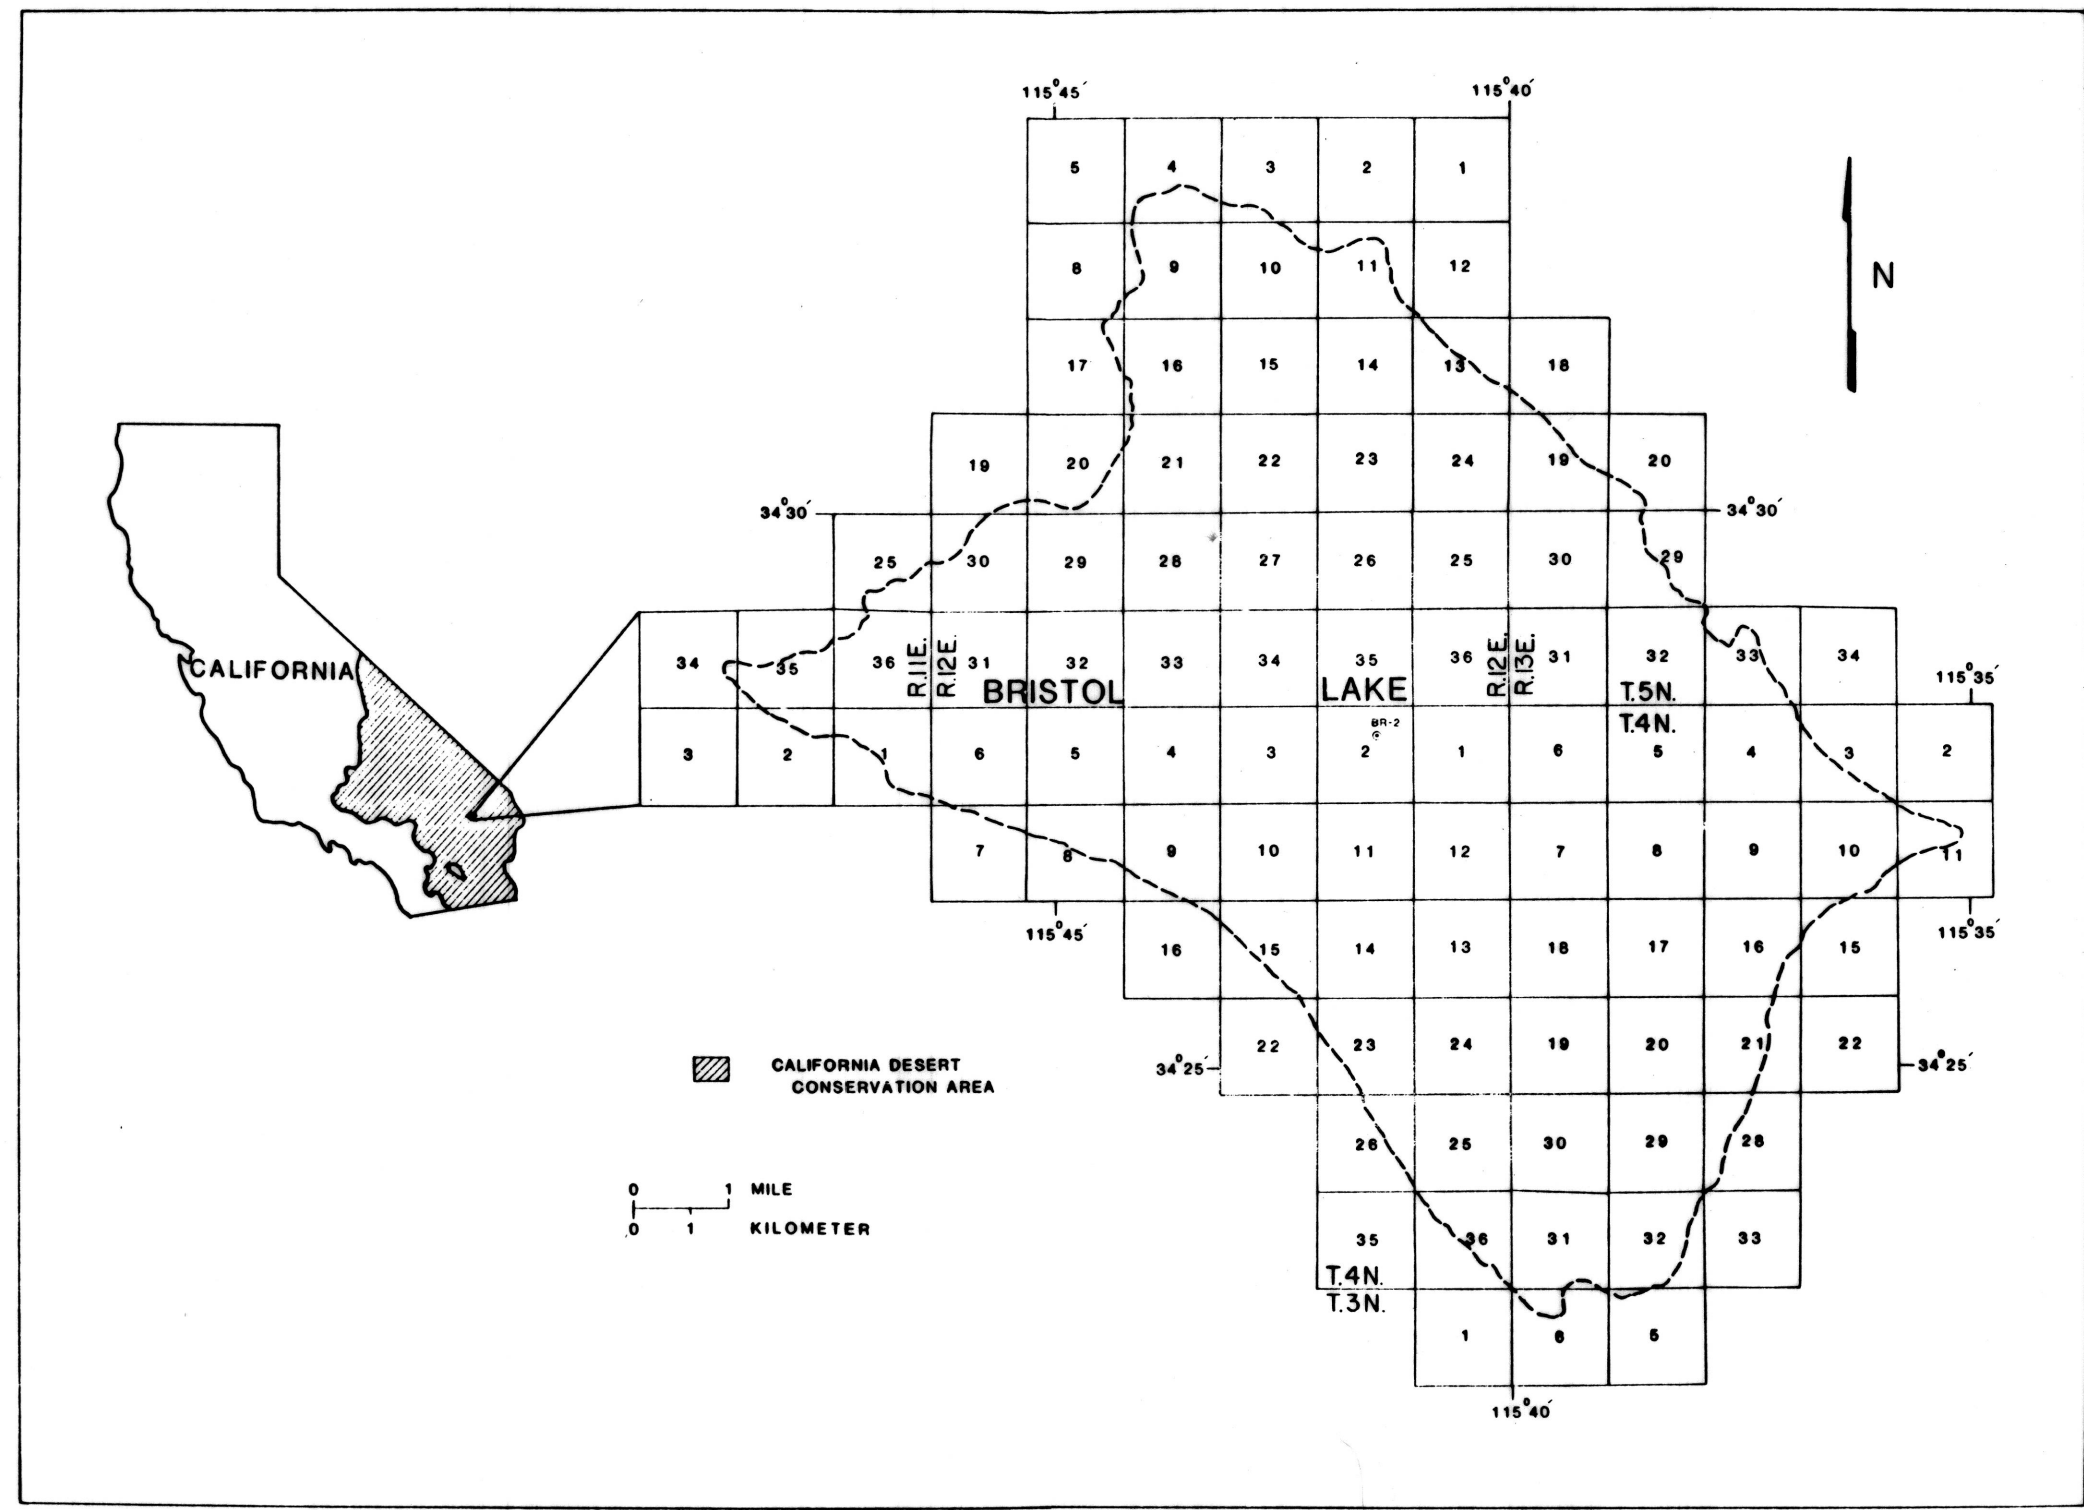 115°45′ 115°40′
5 4 3 2 1
8 9 10 11 12
N
17 16 15 14 13 18
19 20 21 22 23 24 19 20
34°30′ 34°30′
25 30 29 28 27 26 25 30 29
34 35 36 R.11E. R.12E. 31 32 33 34 35 36 R.12E. R.13E. 31 32 33 34
CALIFORNIA
BRISTOL LAKE T.5N. 115°35′
BR-2 T.4N.
3 2 1 6 5 4 3 2 1 6 5 4 3 2
7 8 9 10 11 12 7 8 9 10 11
115°45′ 115°35′
16 15 14 13 18 17 16 15
22 23 24 19 20 21 22
34°25′ 34°25′
CALIFORNIA DESERT
CONSERVATION AREA
26 25 30 29 28
0 1 MILE
0 1 KILOMETER
35 36 31 32 33
T.4N.
T.3N.
1 6 5
115°40′